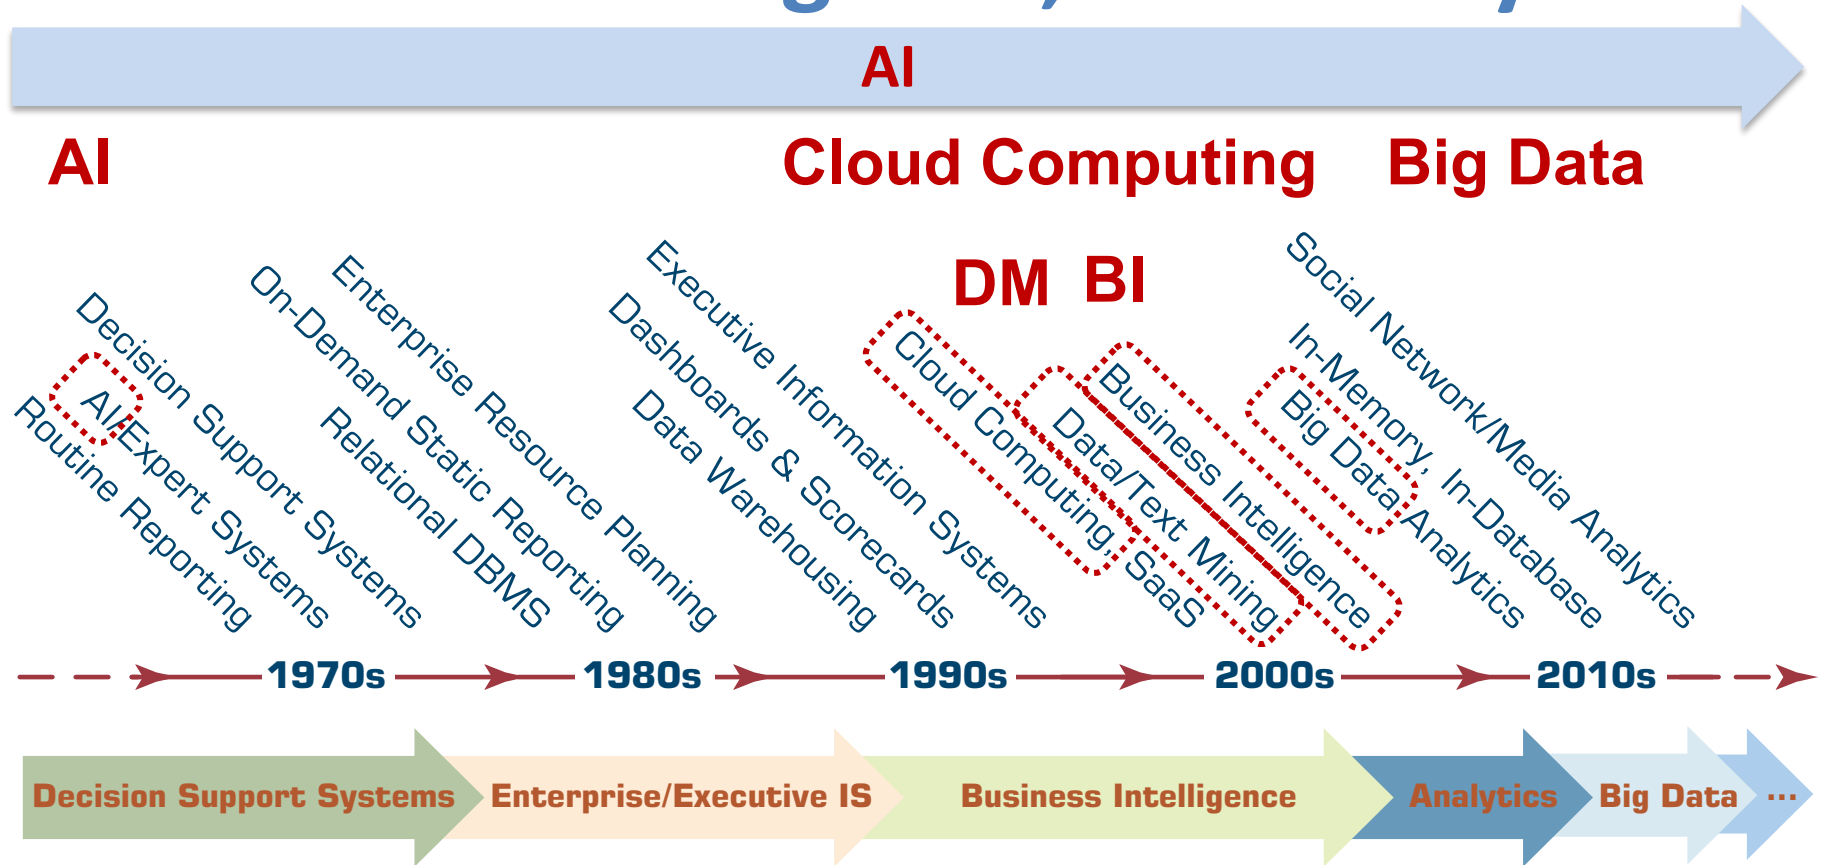 AI
AI
Cloud Computing
Big Data
DM
BI
Routine Reporting
AI/Expert Systems
Decision Support Systems
Relational DBMS
On-Demand Static Reporting
Enterprise Resource Planning
Data Warehousing
Dashboards & Scorecards
Executive Information Systems
Cloud Computing, SaaS
Data/Text Mining
Business Intelligence
Big Data Analytics
In-Memory, In-Database
Social Network/Media Analytics
1970s
1980s
1990s
2000s
2010s
Decision Support Systems
Enterprise/Executive IS
Business Intelligence
Analytics
Big Data
...